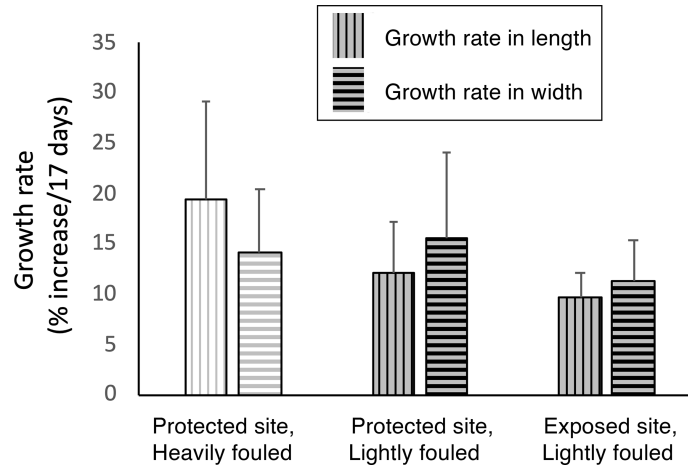 Growth rate in length
Growth rate in width
Growth rate
(% increase/17 days)
35
30
25
20
15
10
5
0
Protected site,
Heavily fouled
Protected site,
Lightly fouled
Exposed site,
Lightly fouled